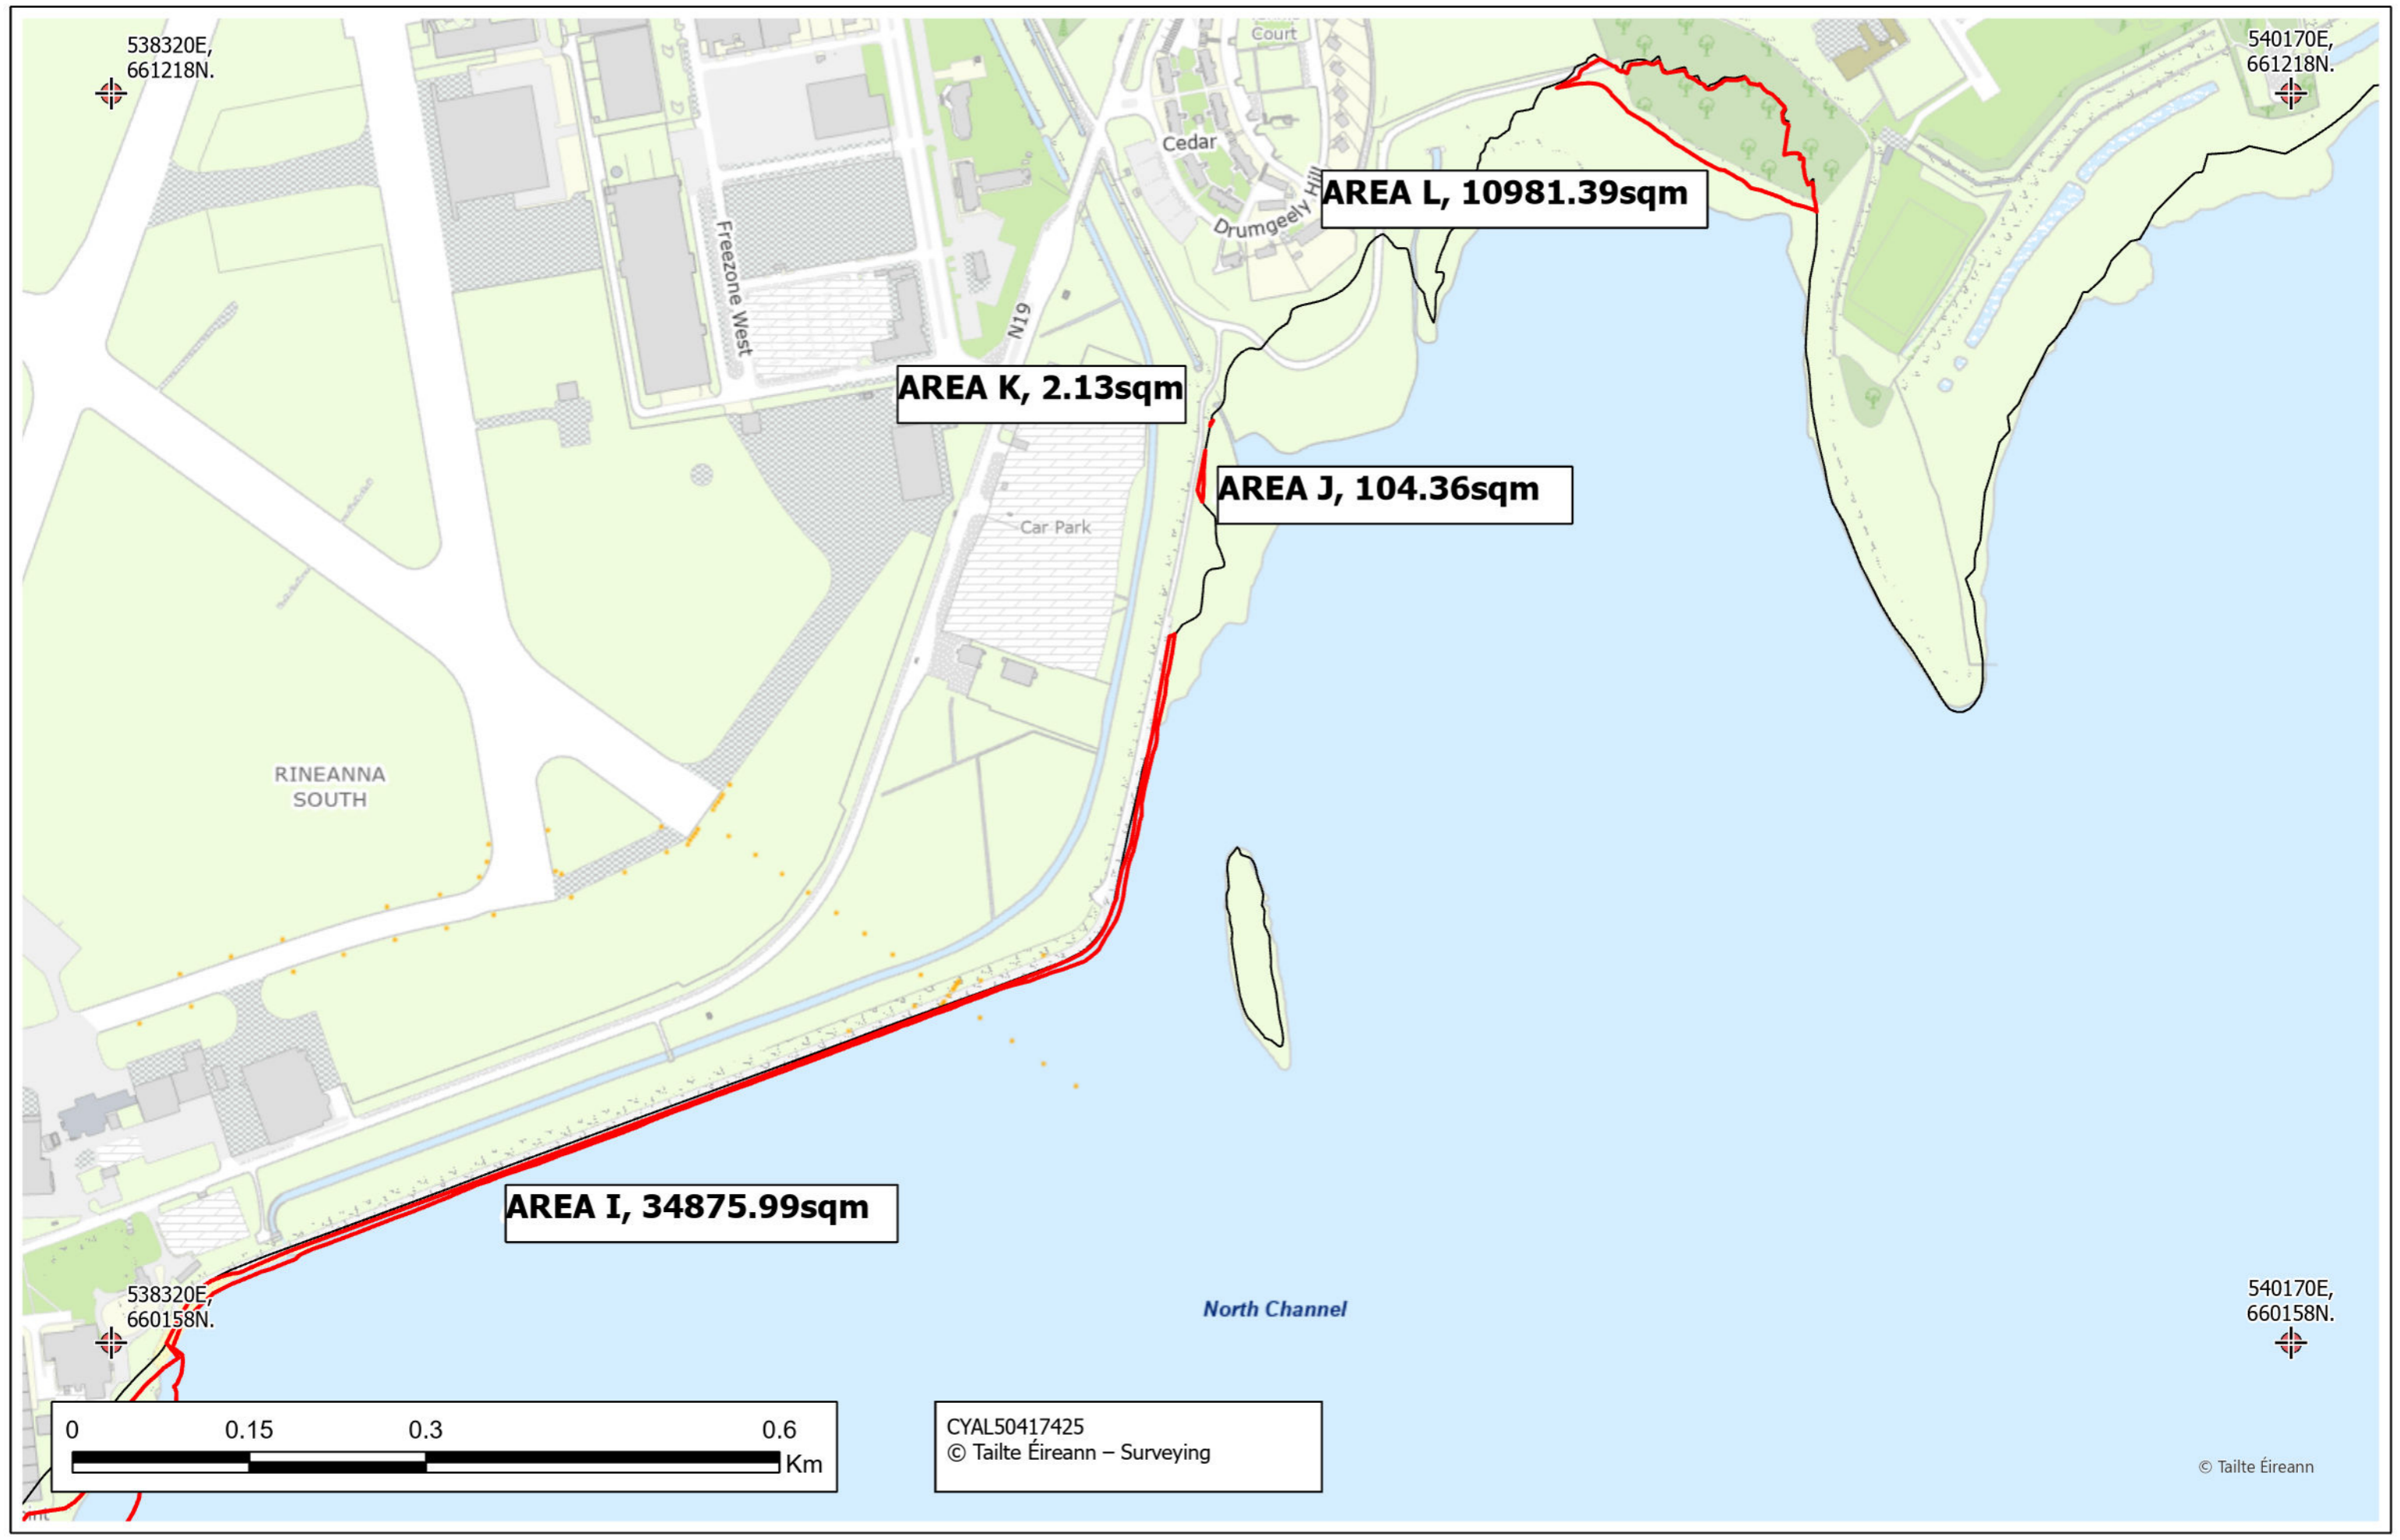 538320E,
661218N.
540170E,
661218N.
Court
Cedar
Drumgeely Hill
AREA L, 10981.39sqm
Freezone West
N19
AREA K, 2.13sqm
AREA J, 104.36sqm
Car Park
RINEANNA
SOUTH
AREA I, 34875.99sqm
538320E,
660158N.
North Channel
540170E,
660158N.
0 0.15 0.3 0.6
Km
CYAL50417425
© Tailte Éireann – Surveying
© Tailte Éireann